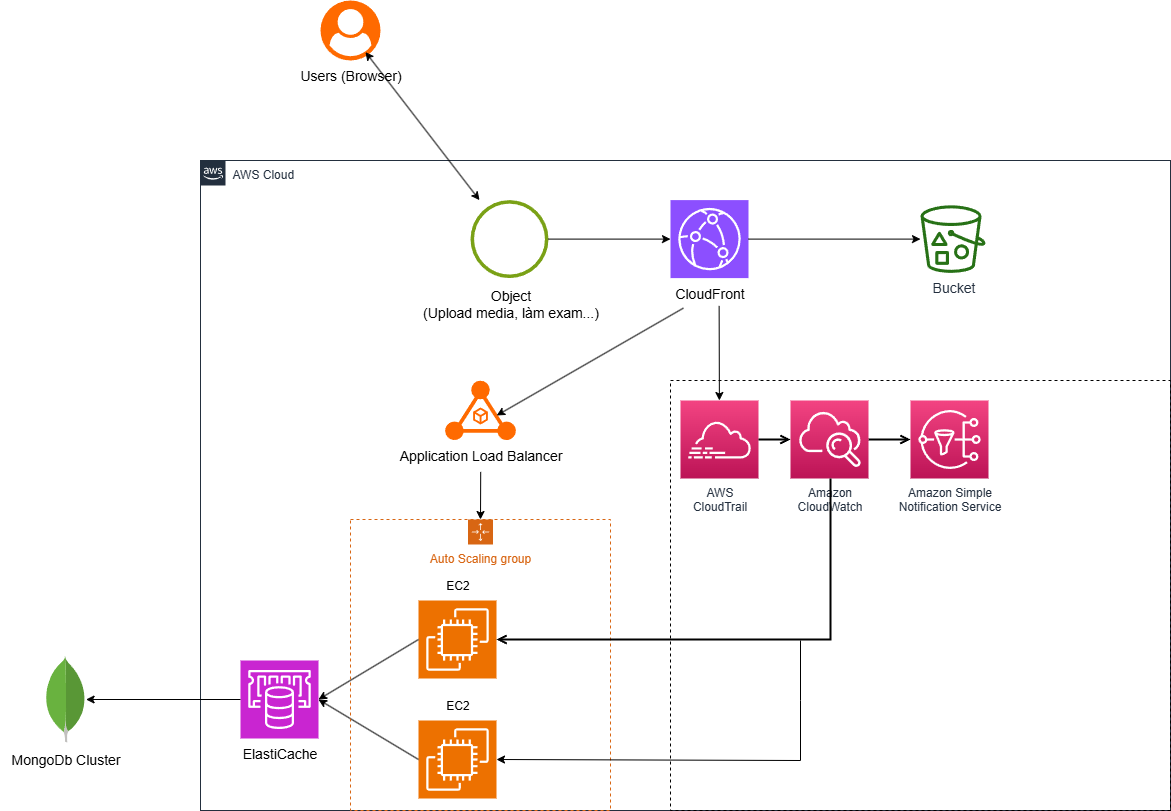 Users (Browser)
aws
AWS Cloud
Object
(Upload media, làm exam...)
CloudFront
Bucket
Application Load Balancer
AWS
CloudTrail
Amazon
CloudWatch
Amazon Simple
Notification Service
Auto Scaling group
EC2
EC2
ElastiCache
MongoDb Cluster